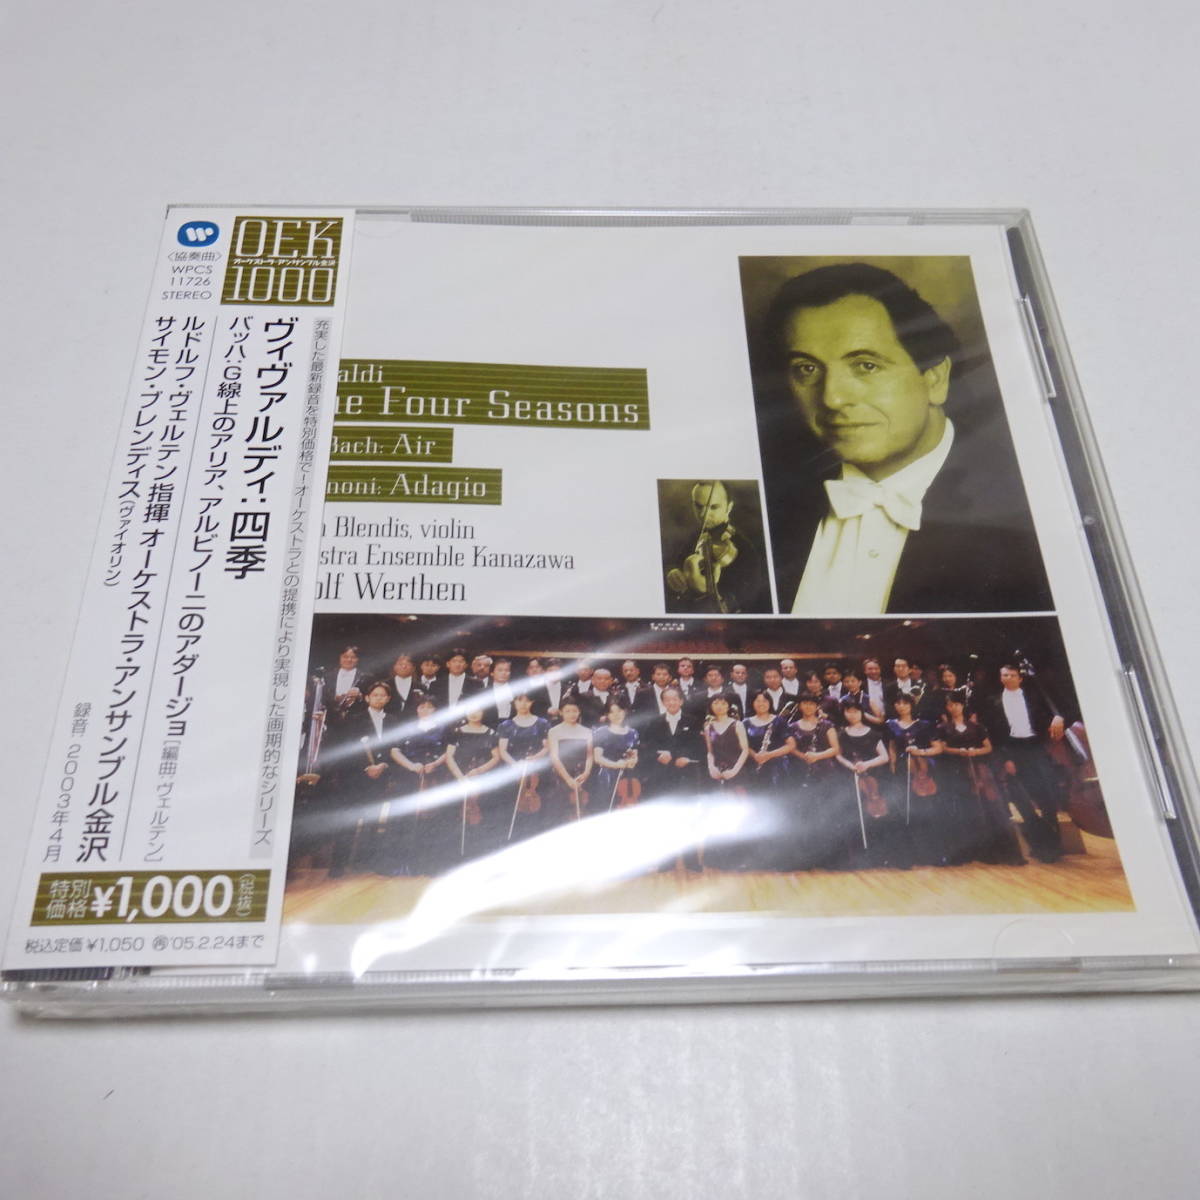 OEK
オーケストラ・アンサンブル金沢
1000
〈協奏曲〉
WPCS
11726
STEREO
充実した最新録音を特別価格で!オーケストラとの提携により実現した画期的なシリーズ
ヴィヴァルディ:四季
バッハ:G線上のアリア、アルビノーニのアダージョ[編曲:ヴェルテン]
ルドルフ・ヴェルテン指揮 オーケストラ・アンサンブル金沢
サイモン・ブレンディス(ヴァイオリン)
録音:2003年4月
特別価格 ¥1,000(税抜)
税込定価¥1,050 再'05.2.24まで
aldi
ne Four Seasons
Bach: Air
noni: Adagio
n Blendis, violin
stra Ensemble Kanazawa
olf Werthen